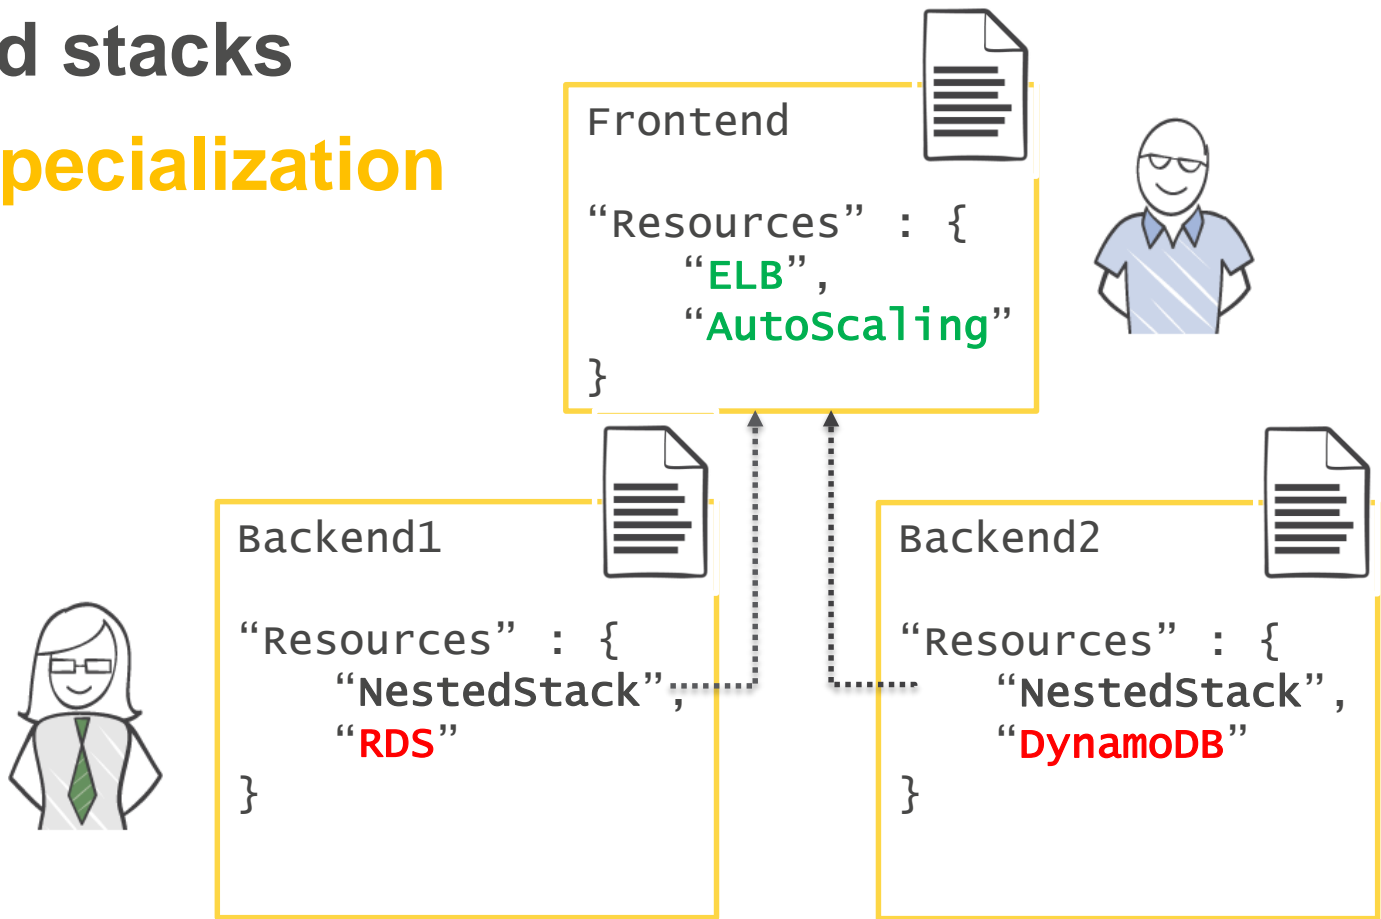 d stacks
pecialization
Frontend
“Resources” : {
“ELB”,
“AutoScaling”
}
Backend1
“Resources” : {
“NestedStack”,
“RDS”
}
Backend2
“Resources” : {
“NestedStack”,
“DynamoDB”
}